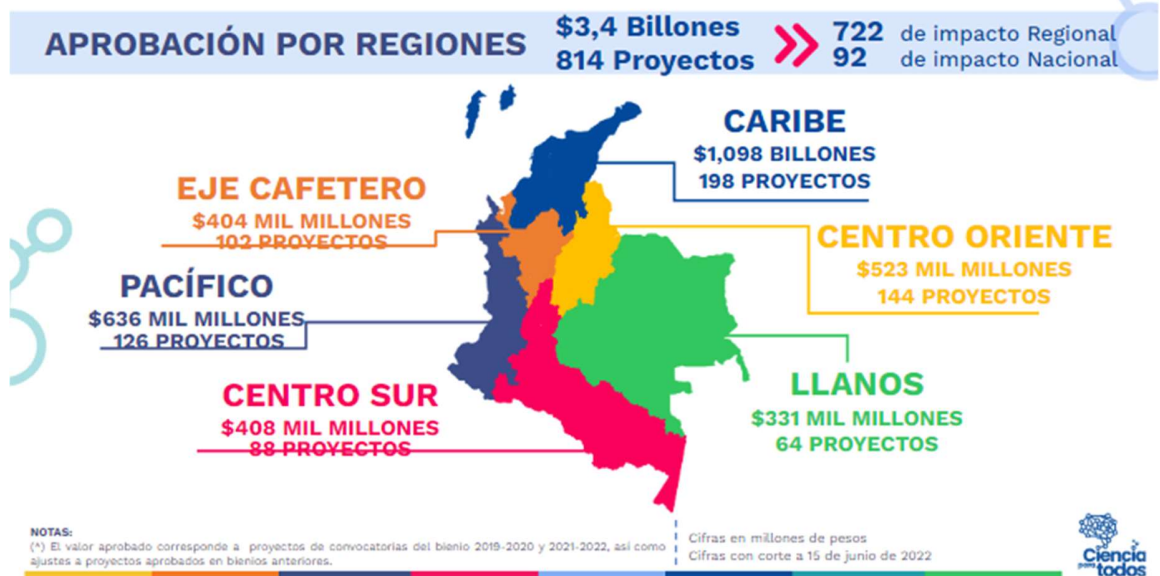 APROBACIÓN POR REGIONES
$3,4 Billones
814 Proyectos
722 de impacto Regional
92 de impacto Nacional
CARIBE
$1,098 BILLONES
198 PROYECTOS
EJE CAFETERO
$404 MIL MILLONES
102 PROYECTOS
CENTRO ORIENTE
$523 MIL MILLONES
144 PROYECTOS
PACÍFICO
$636 MIL MILLONES
126 PROYECTOS
LLANOS
$331 MIL MILLONES
64 PROYECTOS
CENTRO SUR
$408 MIL MILLONES
88 PROYECTOS
NOTAS:
(*) El valor aprobado corresponde a proyectos de convocatorias del bienio 2019-2020 y 2021-2022, así como
ajustes a proyectos aprobados en bienios anteriores.
Cifras en millones de pesos
Cifras con corte a 15 de junio de 2022
Ciencia
para todos